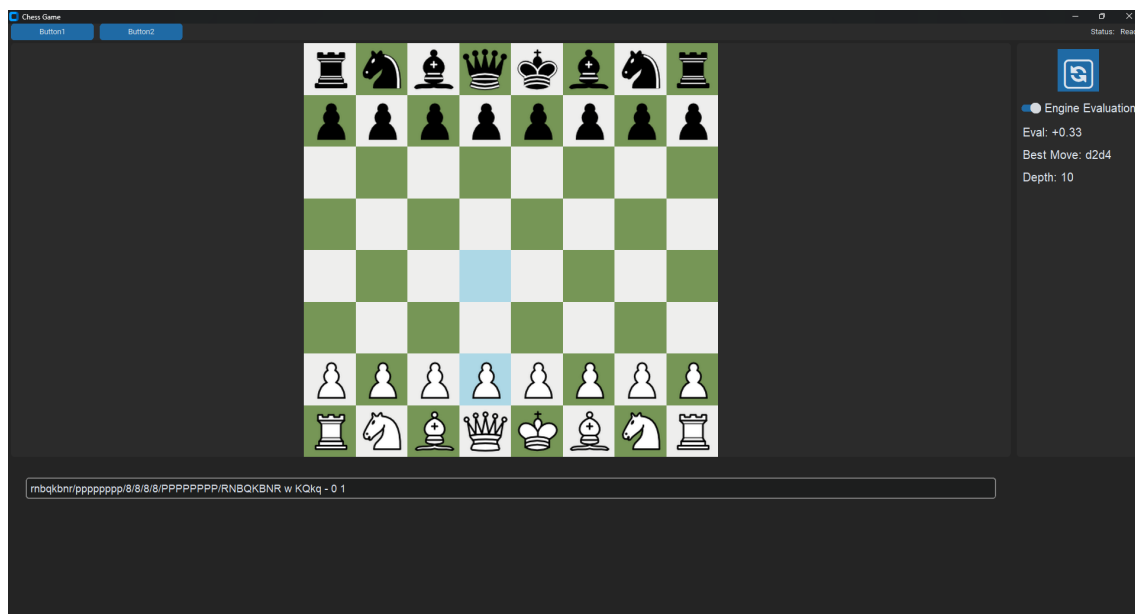 Chess Game
Button1 Button2 Status: Read
Engine Evaluation
Eval: +0.33
Best Move: d2d4
Depth: 10
rnbqkbnr/pppppppp/8/8/8/8/PPPPPPPP/RNBQKBNR w KQkq - 0 1